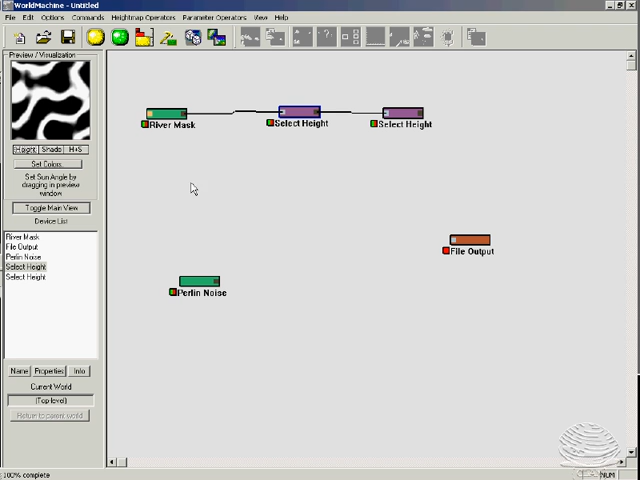 WorldMachine - Untitled
File Edit Options Commands Heightmap Operators Parameter Operators View Help
Preview / Visualization
Height Shade H+S
Set Colors..
Set Sun Angle by
dragging in preview
window
Toggle Main View
Device List
River Mask
File Output
Perlin Noise
Select Height
Select Height
Name Properties Info
Current World
(Top level)
Return to parent world
River Mask
Select Height
Select Height
File Output
Perlin Noise
100% complete
NUM